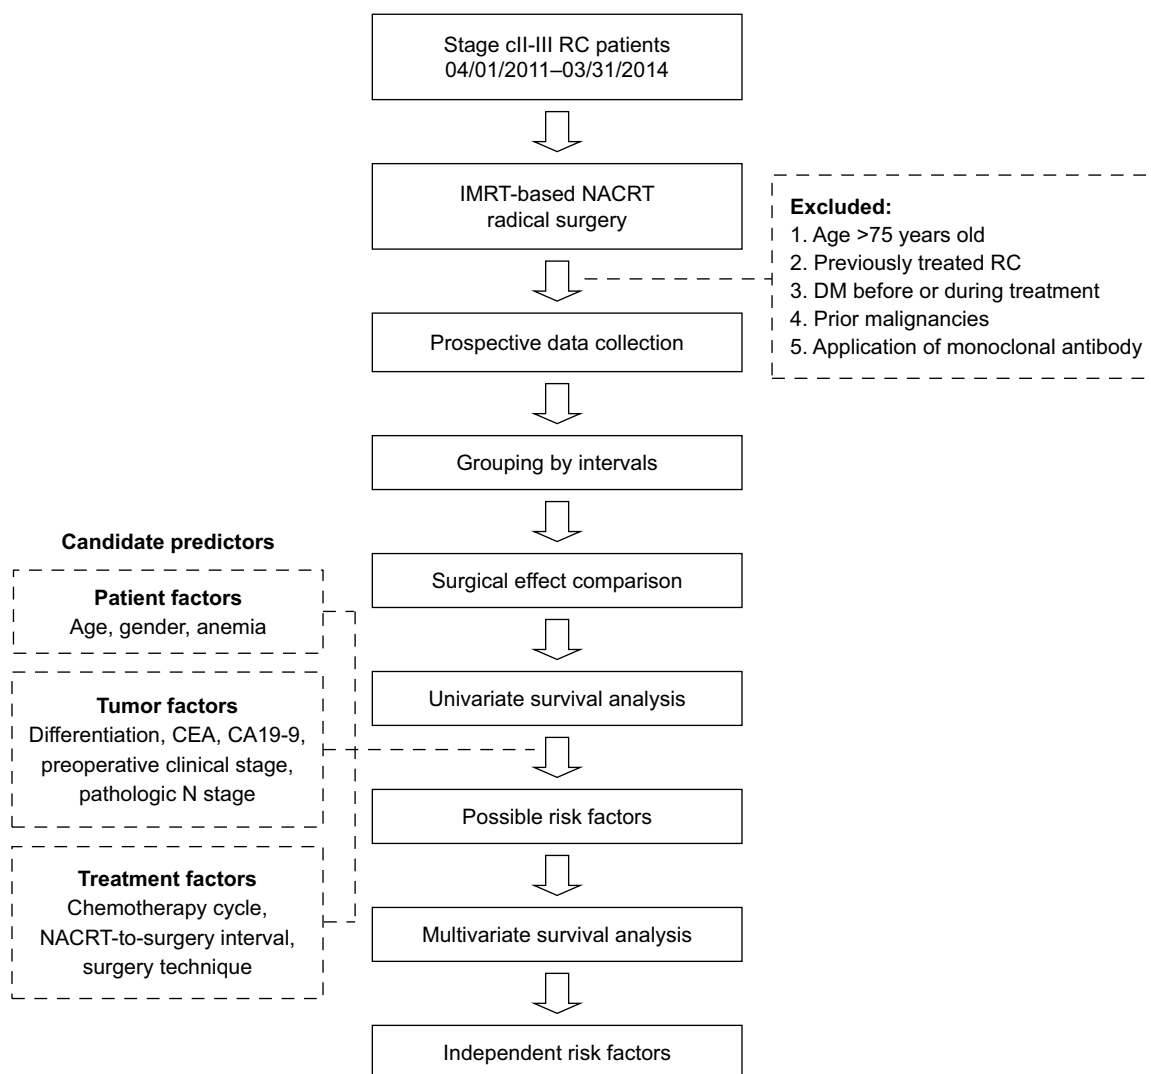 Stage cII-III RC patients
04/01/2011–03/31/2014
IMRT-based NACRT
radical surgery
Excluded:
1. Age >75 years old
2. Previously treated RC
3. DM before or during treatment
4. Prior malignancies
5. Application of monoclonal antibody
Prospective data collection
Grouping by intervals
Surgical effect comparison
Candidate predictors
Patient factors
Age, gender, anemia
Tumor factors
Differentiation, CEA, CA19-9,
preoperative clinical stage,
pathologic N stage
Treatment factors
Chemotherapy cycle,
NACRT-to-surgery interval,
surgery technique
Univariate survival analysis
Possible risk factors
Multivariate survival analysis
Independent risk factors